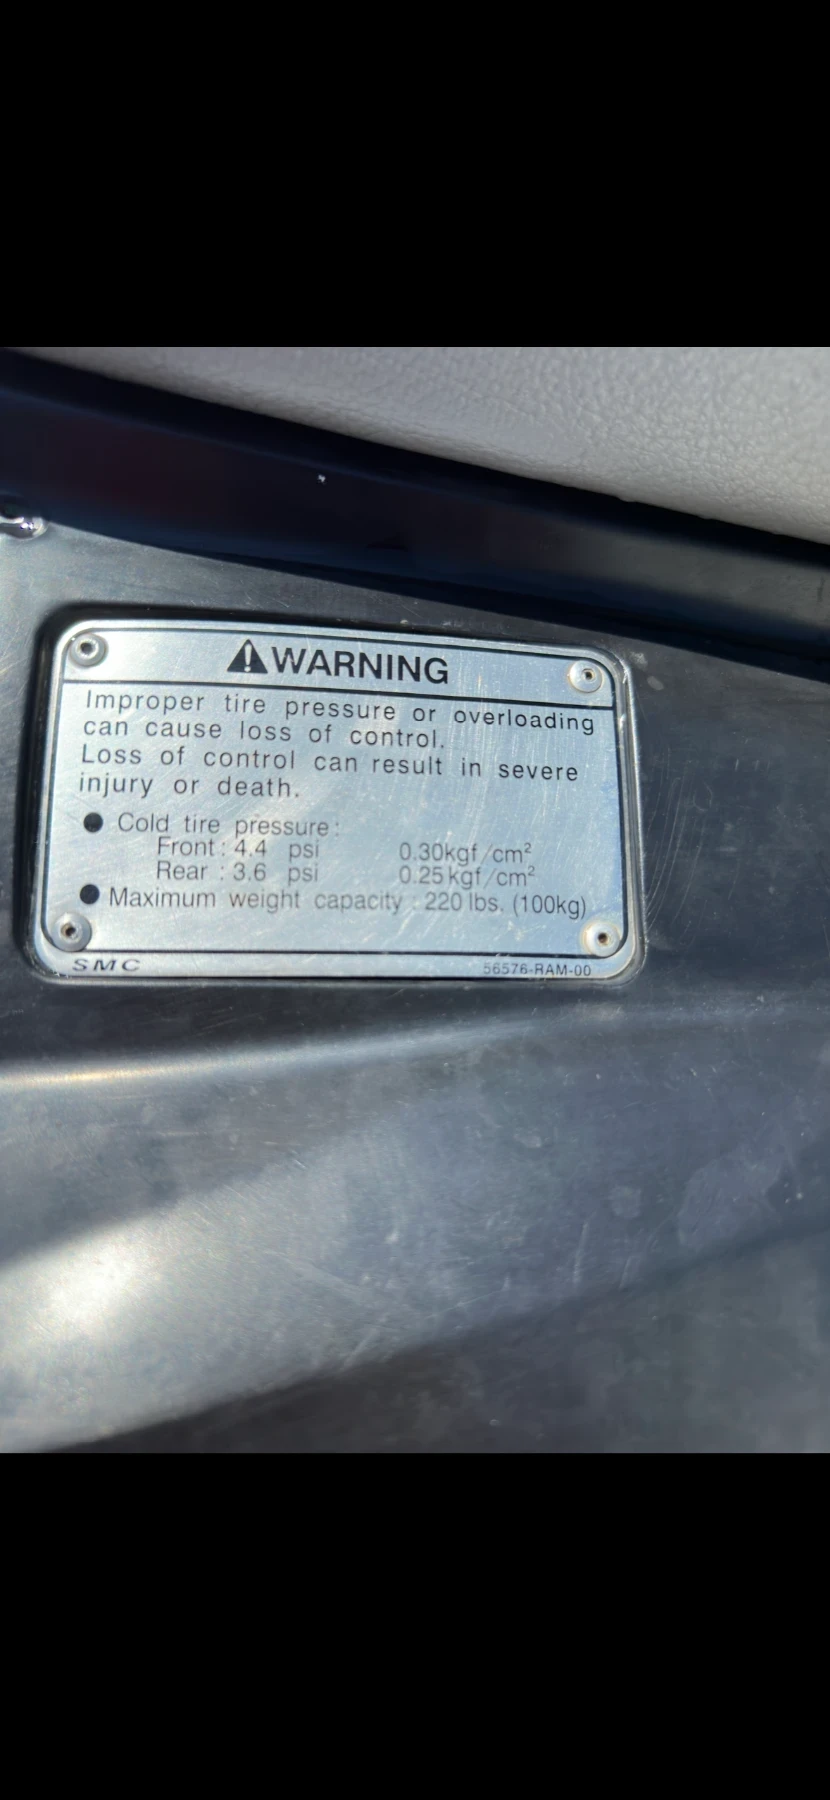 ⚠WARNING
Improper tire pressure or overloading
can cause loss of control.
Loss of control can result in severe
injury or death.
● Cold tire pressure:
Front: 4.4 psi 0.30kgf/cm²
Rear : 3.6 psi 0.25kgf/cm²
● Maximum weight capacity : 220 lbs. (100kg)
SMC 56576-RAM-00